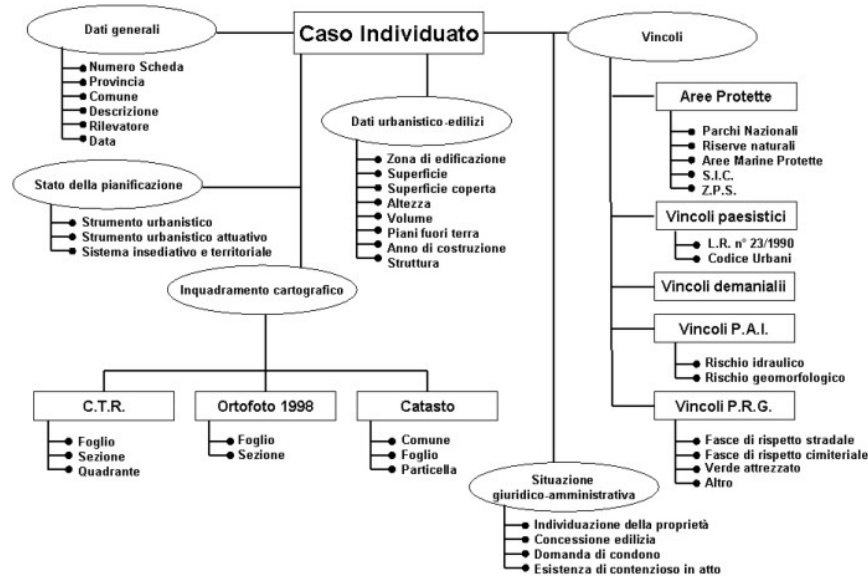 Caso Individuato
Dati generali
Numero Scheda
Provincia
Comune
Descrizione
Rilevatore
Data
Stato della pianificazione
Strumento urbanistico
Strumento urbanistico attuativo
Sistema insediativo e territoriale
Dati urbanistico-edilizi
Zona di edificazione
Superficie
Superficie coperta
Altezza
Volume
Piani fuori terra
Anno di costruzione
Struttura
Inquadramento cartografico
C.T.R.
Foglio
Sezione
Quadrante
Ortofoto 1998
Foglio
Sezione
Catasto
Comune
Foglio
Particella
Situazione
giuridico-amministrativa
Individuazione della proprietà
Concessione edilizia
Domanda di condono
Esistenza di contenzioso in atto
Vincoli
Aree Protette
Parchi Nazionali
Riserve naturali
Aree Marine Protette
S.I.C.
Z.P.S.
Vincoli paesistici
L.R. n° 23/1990
Codice Urbani
Vincoli demanialii
Vincoli P.A.I.
Rischio idraulico
Rischio geomorfologico
Vincoli P.R.G.
Fasce di rispetto stradale
Fasce di rispetto cimiteriale
Verde attrezzato
Altro